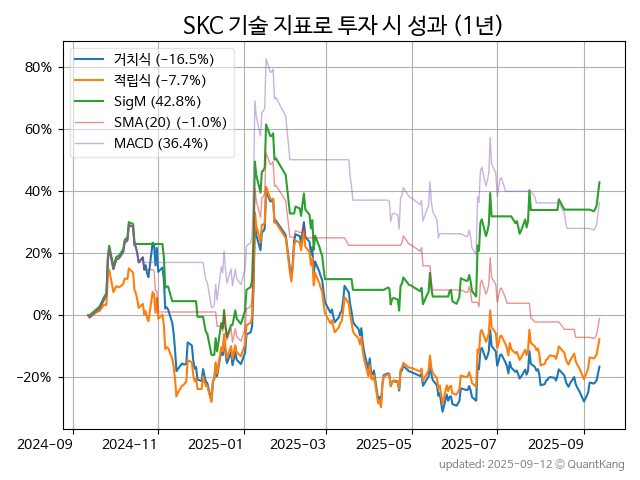 SKC 기술 지표로 투자 시 성과 (1년)
거치식 (-16.5%)
적립식 (-7.7%)
SigM (42.8%)
SMA(20) (-1.0%)
MACD (36.4%)
80%
60%
40%
20%
0%
-20%
2024-09
2024-11
2025-01
2025-03
2025-05
2025-07
2025-09
updated: 2025-09-12 © QuantKang